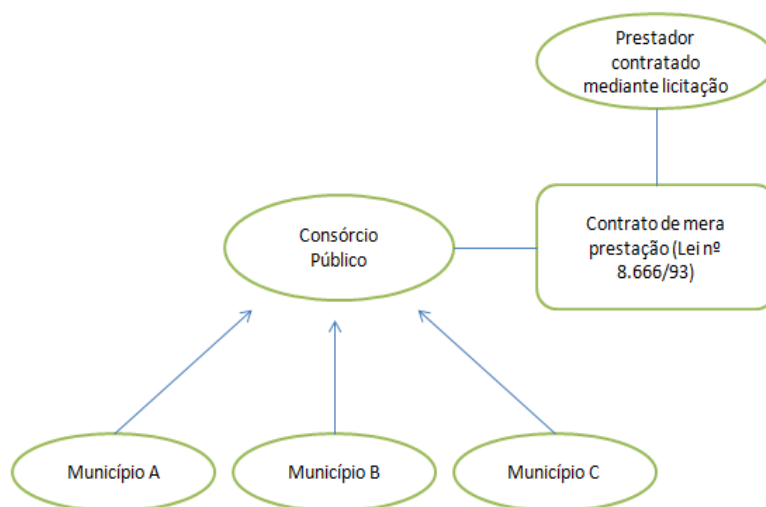 Prestador
contratado
mediante licitação
Consórcio
Público
Contrato de mera
prestação (Lei nº
8.666/93)
Município A
Município B
Município C